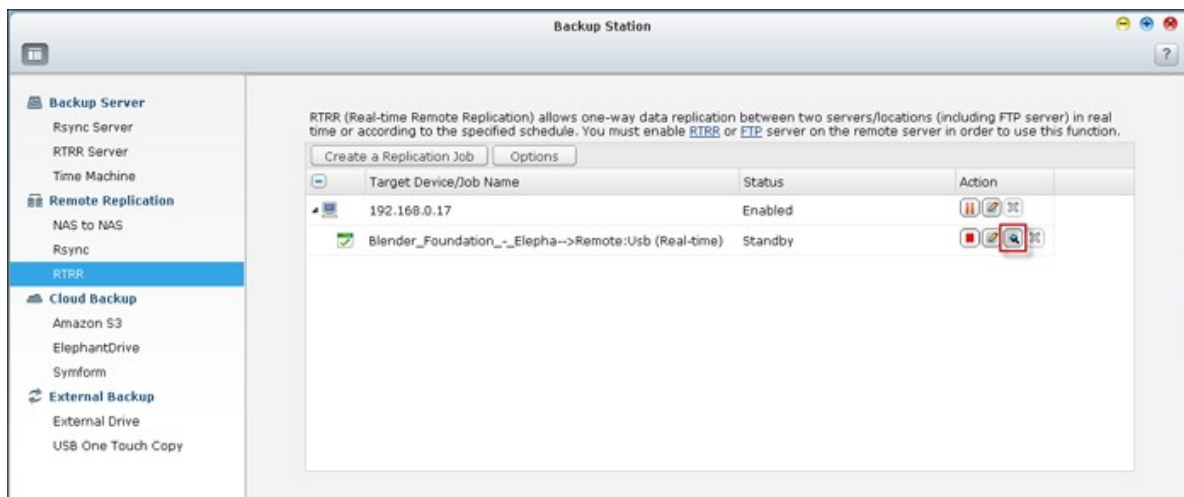 Backup Station
?
Backup Server
Rsync Server
RTRR Server
Time Machine
Remote Replication
NAS to NAS
Rsync
RTRR
Cloud Backup
Amazon S3
ElephantDrive
Symform
External Backup
External Drive
USB One Touch Copy
RTRR (Real-time Remote Replication) allows one-way data replication between two servers/locations (including FTP server) in real
time or according to the specified schedule. You must enable RTRR or FTP server on the remote server in order to use this function.
Create a Replication Job Options
Target Device/Job Name Status Action
192.168.0.17 Enabled
Blender_Foundation_-_Elepha-->Remote:Usb (Real-time) Standby